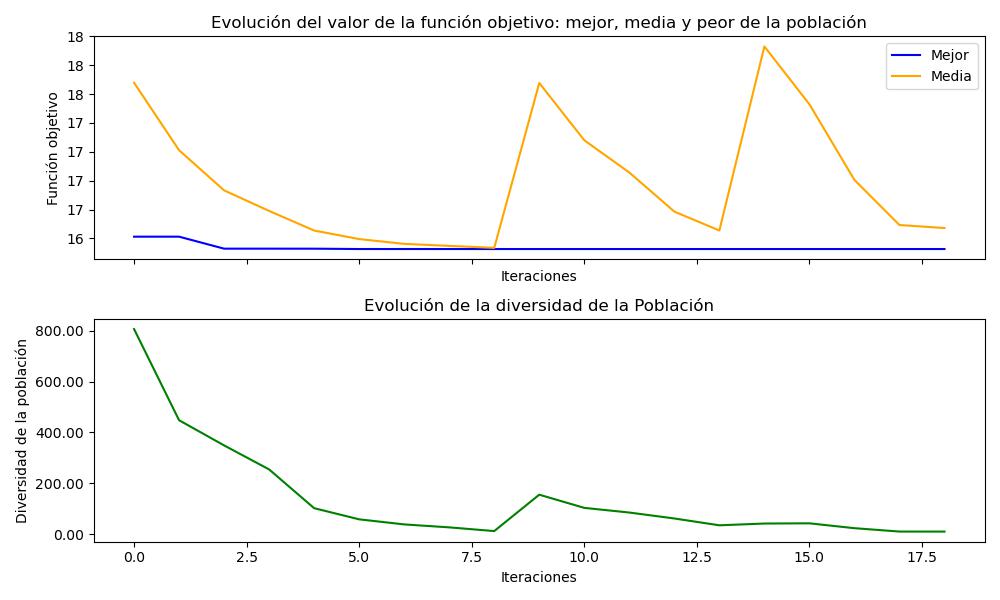 Evolución del valor de la función objetivo: mejor, media y peor de la población
18
18
18
17
17
17
17
16
Función objetivo
Mejor
Media
Iteraciones
Evolución de la diversidad de la Población
800.00
600.00
400.00
200.00
0.00
Diversidad de la población
0.0 2.5 5.0 7.5 10.0 12.5 15.0 17.5
Iteraciones